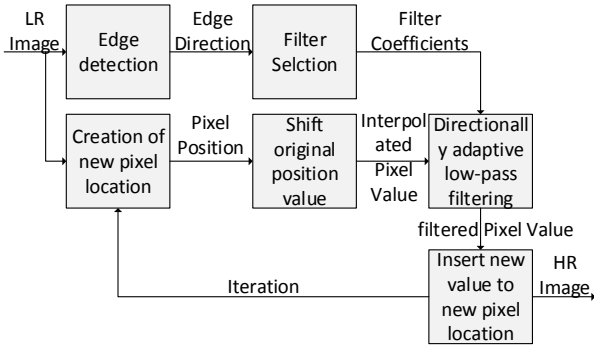 LR
Image
Edge
detection
Edge
Direction
Filter
Selction
Filter
Coefficients
Creation of
new pixel
location
Pixel
Position
Shift
original
position
value
Interpol
ated
Pixel
Value
Directionall
y adaptive
low-pass
filtering
filtered Pixel Value
Insert new
value to
new pixel
location
HR
Image
Iteration